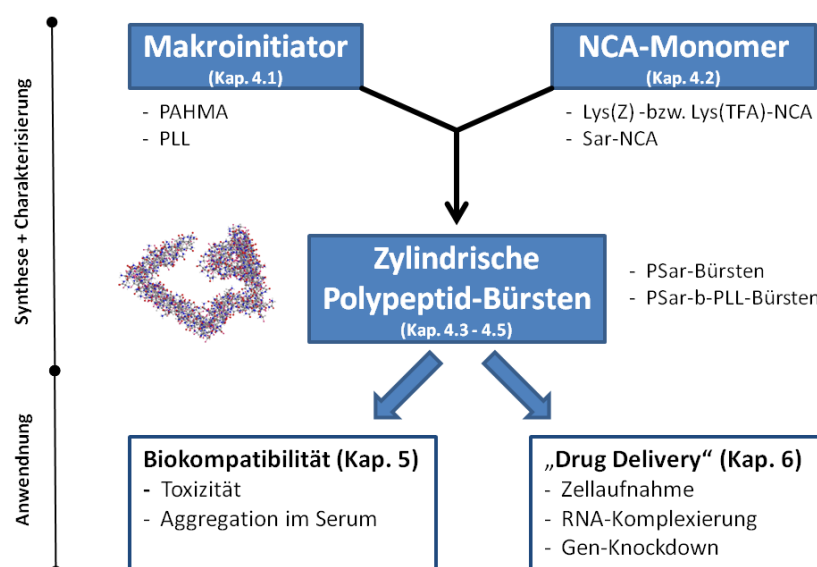 Synthese + Charakterisierung
Makroinitiator
(Kap. 4.1)
NCA-Monomer
(Kap. 4.2)
- PAHMA
- PLL
- Lys(Z) -bzw. Lys(TFA)-NCA
- Sar-NCA
Zylindrische
Polypeptid-Bürsten
(Kap. 4.3 - 4.5)
- PSar-Bürsten
- PSar-b-PLL-Bürsten
Anwendnung
Biokompatibilität (Kap. 5)
- Toxizität
- Aggregation im Serum
„Drug Delivery“ (Kap. 6)
- Zellaufnahme
- RNA-Komplexierung
- Gen-Knockdown